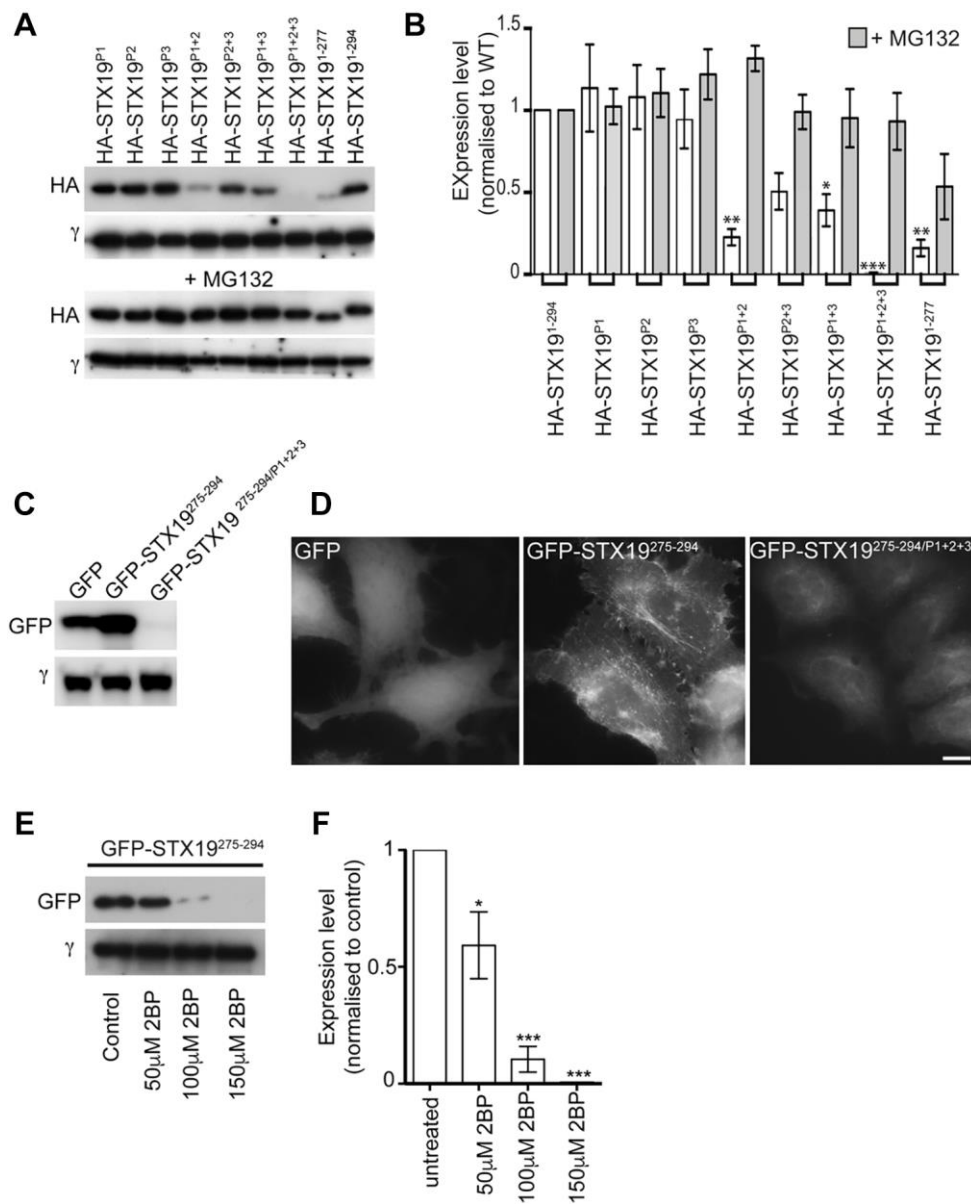 A
HA-STX19P1
HA-STX19P2
HA-STX19P3
HA-STX19P1+2
HA-STX19P2+3
HA-STX19P1+3
HA-STX19P1+2+3
HA-STX191-277
HA-STX191-294
HA
γ
+ MG132
HA
γ
B
+ MG132
EXpression level
(normalised to WT)
1.5
1
0.5
0
**
*
***
**
HA-STX191-294
HA-STX19P1
HA-STX19P2
HA-STX19P3
HA-STX19P1+2
HA-STX19P2+3
HA-STX19P1+3
HA-STX19P1+2+3
HA-STX191-277
C
GFP
GFP-STX19275-294
GFP-STX19 275-294/P1+2+3
GFP
γ
D
GFP
GFP-STX19275-294
GFP-STX19275-294/P1+2+3
E
GFP-STX19275-294
GFP
γ
Control
50μM 2BP
100μM 2BP
150μM 2BP
F
Expression level
(normalised to control)
1
0.5
0
*
***
***
untreated
50μM 2BP
100μM 2BP
150μM 2BP